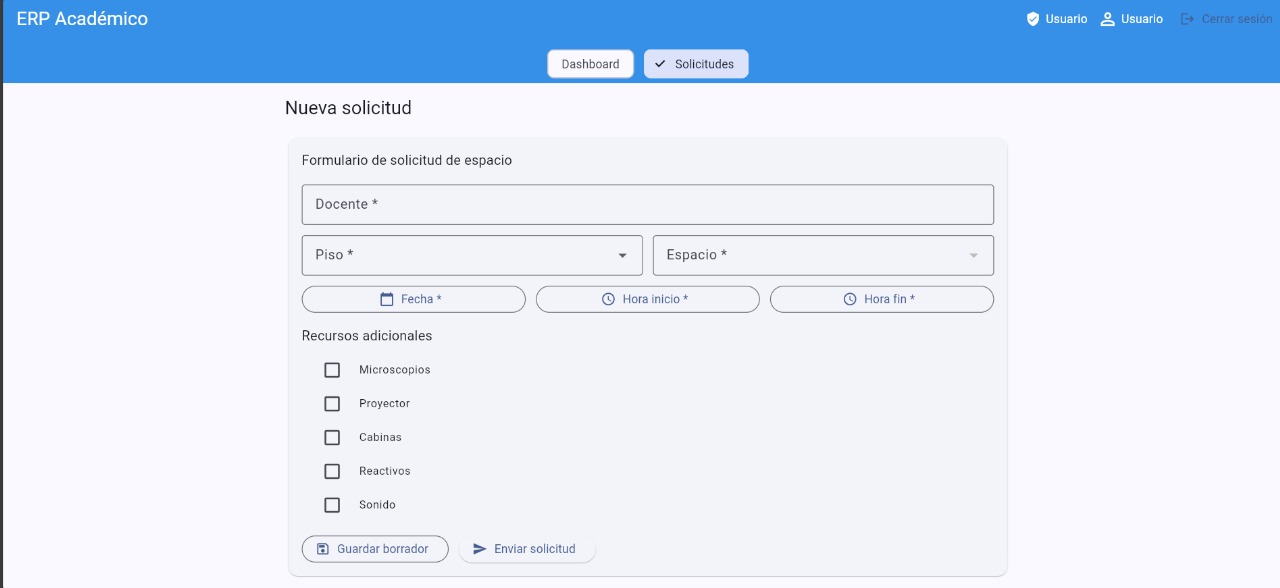 ERP Académico
Usuario Usuario Cerrar sesión
Dashboard Solicitudes
Nueva solicitud
Formulario de solicitud de espacio
Docente *
Piso * Espacio *
Fecha * Hora inicio * Hora fin *
Recursos adicionales
Microscopios
Proyector
Cabinas
Reactivos
Sonido
Guardar borrador Enviar solicitud